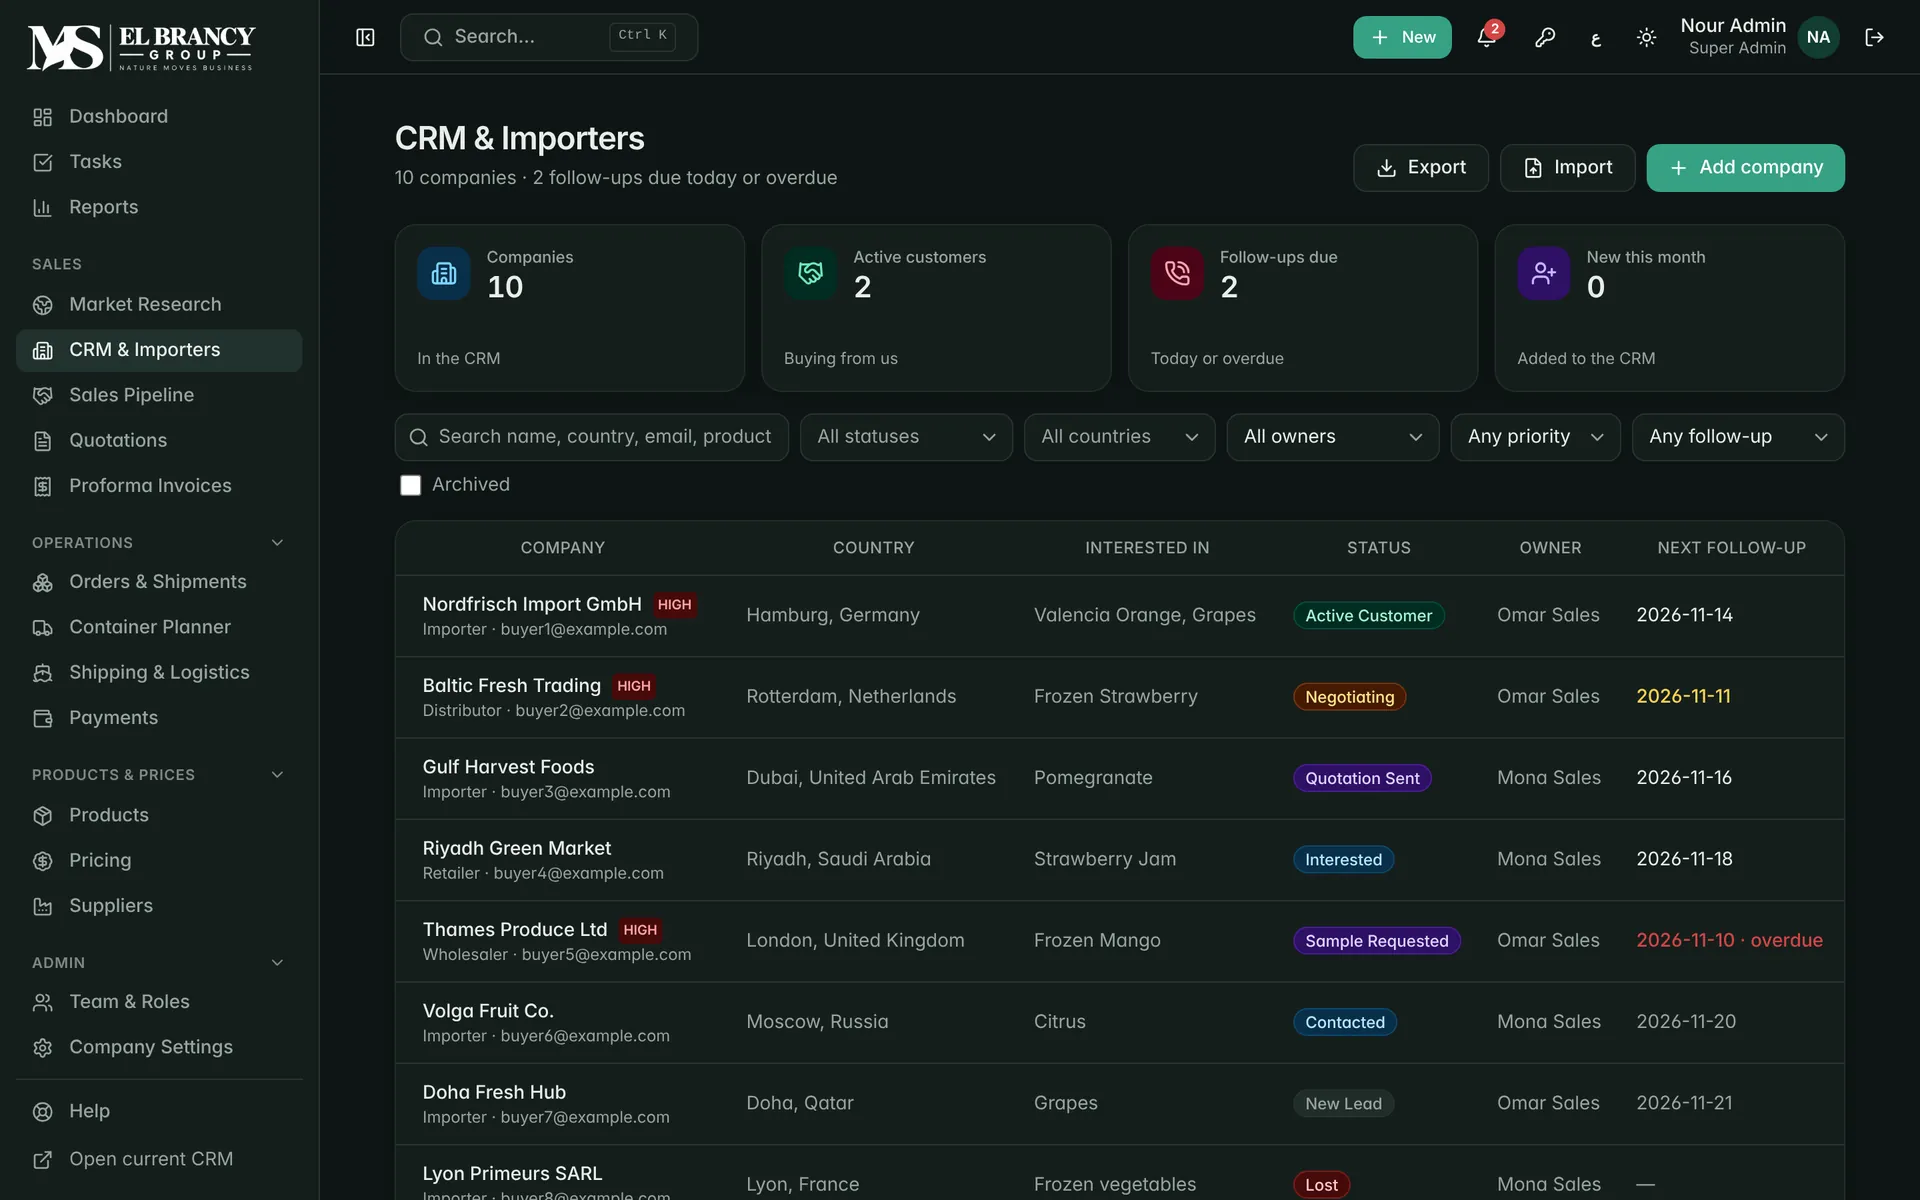 MS EL BRANCY
GROUP
NATURE MOVES BUSINESS
Search... Ctrl K
+ New
2
ع
Nour Admin
Super Admin
NA
Dashboard
Tasks
Reports
SALES
Market Research
CRM & Importers
Sales Pipeline
Quotations
Proforma Invoices
OPERATIONS
Orders & Shipments
Container Planner
Shipping & Logistics
Payments
PRODUCTS & PRICES
Products
Pricing
Suppliers
ADMIN
Team & Roles
Company Settings
Help
Open current CRM
CRM & Importers
10 companies · 2 follow-ups due today or overdue
Export
Import
+ Add company
Companies
10
In the CRM
Active customers
2
Buying from us
Follow-ups due
2
Today or overdue
New this month
0
Added to the CRM
Search name, country, email, product
All statuses
All countries
All owners
Any priority
Any follow-up
Archived
COMPANY COUNTRY INTERESTED IN STATUS OWNER NEXT FOLLOW-UP
Nordfrisch Import GmbH HIGH
Importer · buyer1@example.com
Hamburg, Germany
Valencia Orange, Grapes
Active Customer
Omar Sales
2026-11-14
Baltic Fresh Trading HIGH
Distributor · buyer2@example.com
Rotterdam, Netherlands
Frozen Strawberry
Negotiating
Omar Sales
2026-11-11
Gulf Harvest Foods
Importer · buyer3@example.com
Dubai, United Arab Emirates
Pomegranate
Quotation Sent
Mona Sales
2026-11-16
Riyadh Green Market
Retailer · buyer4@example.com
Riyadh, Saudi Arabia
Strawberry Jam
Interested
Mona Sales
2026-11-18
Thames Produce Ltd HIGH
Wholesaler · buyer5@example.com
London, United Kingdom
Frozen Mango
Sample Requested
Omar Sales
2026-11-10 · overdue
Volga Fruit Co.
Importer · buyer6@example.com
Moscow, Russia
Citrus
Contacted
Mona Sales
2026-11-20
Doha Fresh Hub
Importer · buyer7@example.com
Doha, Qatar
Grapes
New Lead
Omar Sales
2026-11-21
Lyon Primeurs SARL
Importer · buyer8@example.com
Lyon, France
Frozen vegetables
Lost
Mona Sales
—